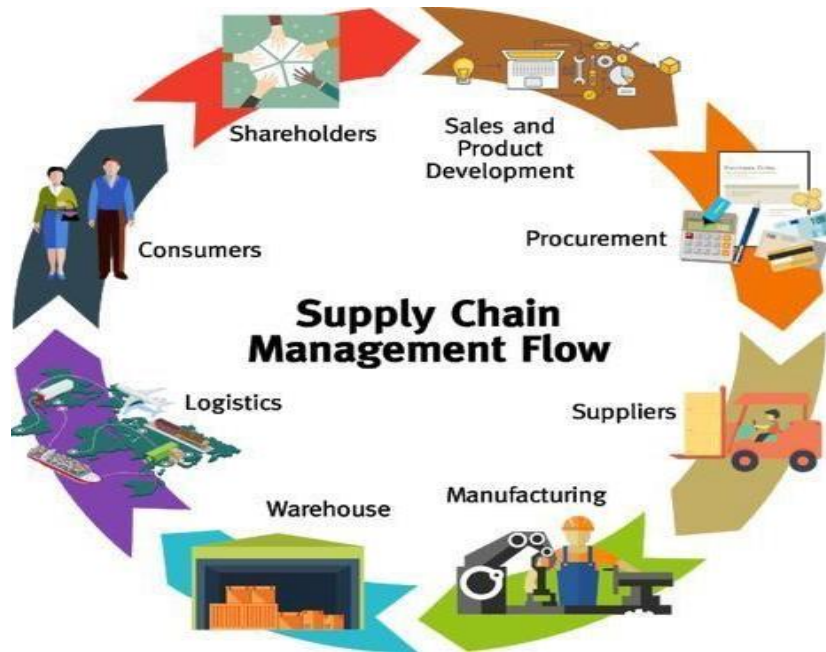 Shareholders
Sales and
Product
Development
Consumers
Procurement
Supply Chain
Management Flow
Logistics
Suppliers
Manufacturing
Warehouse